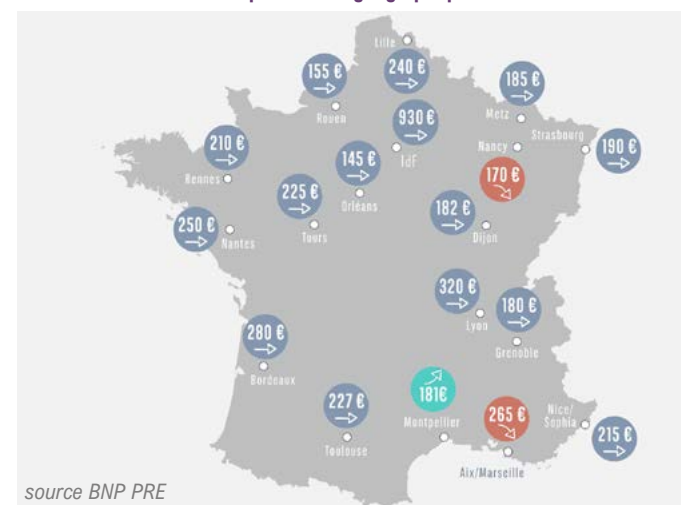 Lille
155 €
240 €
185 €
Rouen
930 €
Metz
Strasbourg
210 €
IdF
Nancy
190 €
145 €
Rennes
170 €
225 €
Orléans
182 €
250 €
Tours
Dijon
Nantes
320 €
180 €
Lyon
280 €
Grenoble
Bordeaux
181€
227 €
Montpellier
265 €
Nice/
Sophia
215 €
Toulouse
Aix/Marseille
source BNP PRE